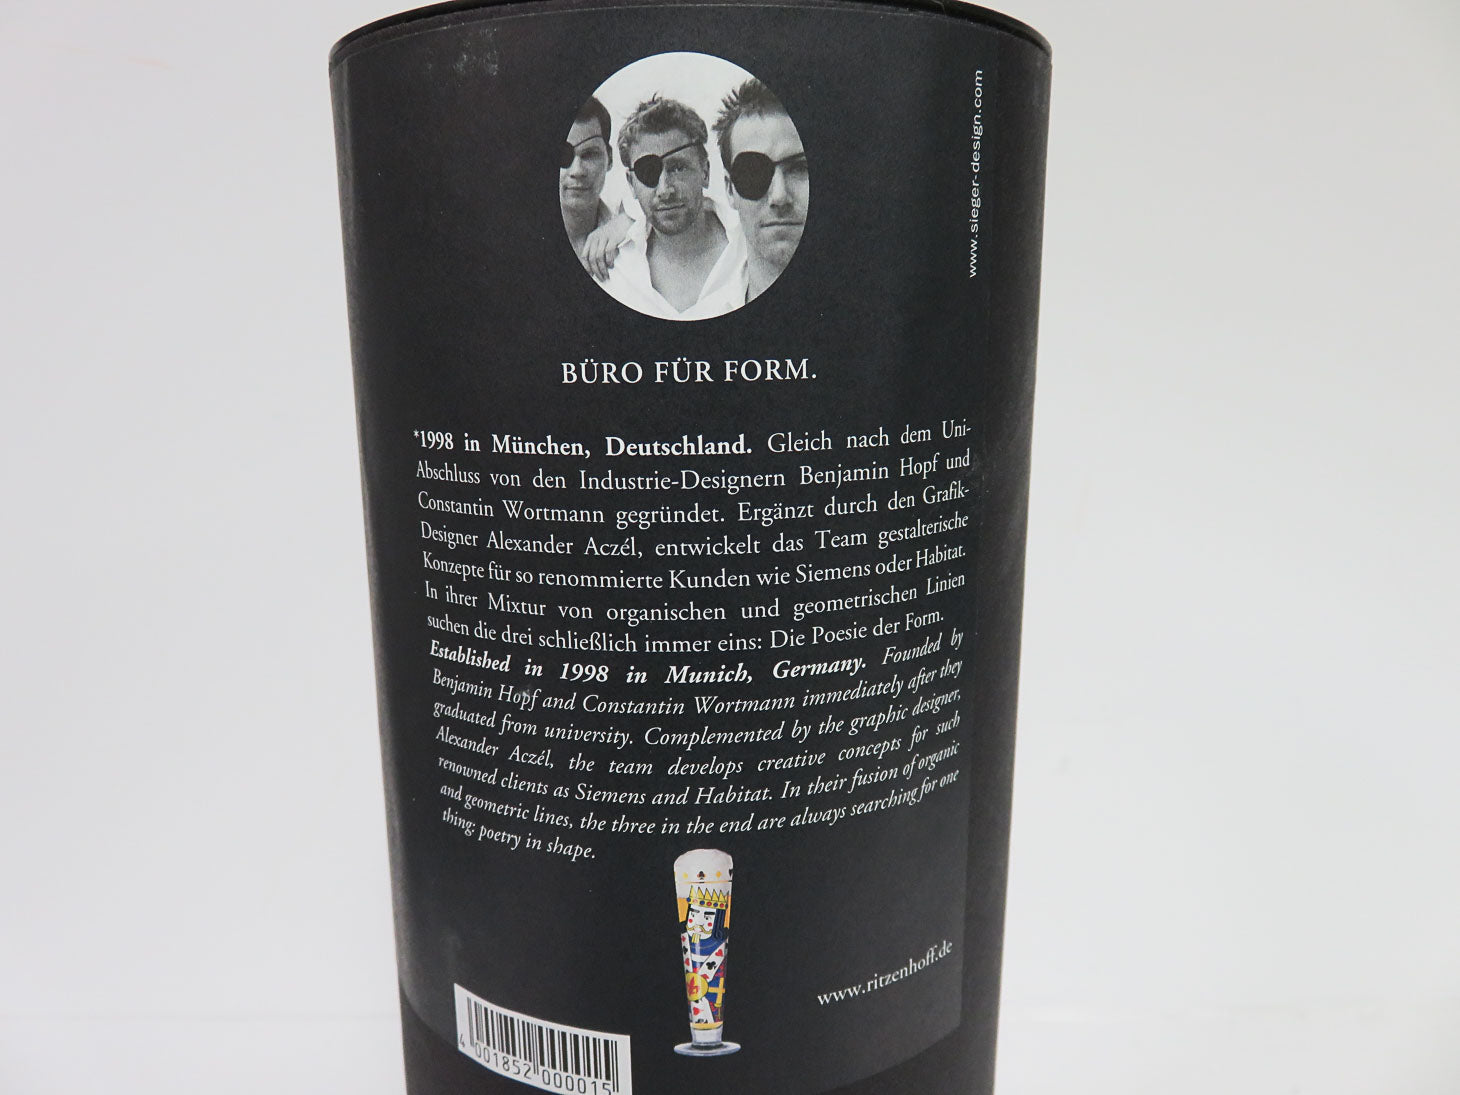 www.sieger-design.com
BÜRO FÜR FORM.
*1998 in München, Deutschland. Gleich nach dem Uni-
Abschluss von den Industrie-Designern Benjamin Hopf und
Constantin Wortmann gegründet. Ergänzt durch den Grafik-
Designer Alexander Aczél, entwickelt das Team gestalterische
Konzepte für so renommierte Kunden wie Siemens oder Habitat.
In ihrer Mixtur von organischen und geometrischen Linien
suchen die drei schließlich immer eins: Die Poesie der Form.
Established in 1998 in Munich, Germany. Founded by
Benjamin Hopf and Constantin Wortmann immediately after they
graduated from university. Complemented by the graphic designer,
Alexander Aczél, the team develops creative concepts for such
renowned clients as Siemens and Habitat. In their fusion of organic
and geometric lines, the three in the end are always searching for one
thing: poetry in shape.
www.ritzenhoff.de
4 001852 000015